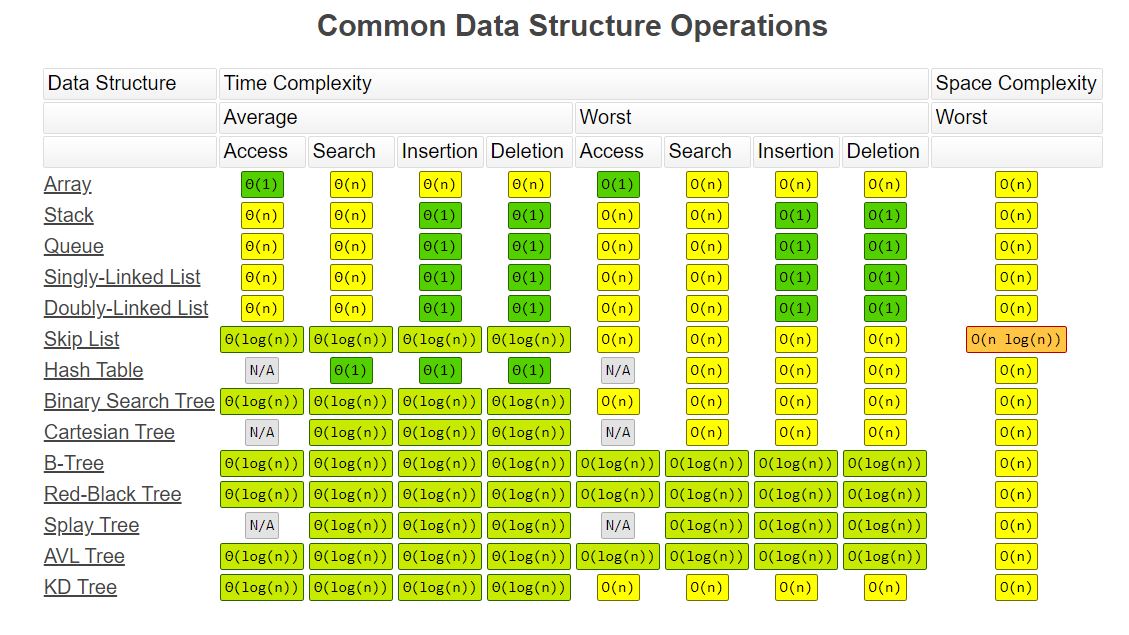 Common Data Structure Operations
Data Structure Time Complexity Space Complexity
Average Worst Worst
Access Search Insertion Deletion Access Search Insertion Deletion
Array Θ(1) Θ(n) Θ(n) Θ(n) O(1) O(n) O(n) O(n) O(n)
Stack Θ(n) Θ(n) Θ(1) Θ(1) O(n) O(n) O(1) O(1) O(n)
Queue Θ(n) Θ(n) Θ(1) Θ(1) O(n) O(n) O(1) O(1) O(n)
Singly-Linked List Θ(n) Θ(n) Θ(1) Θ(1) O(n) O(n) O(1) O(1) O(n)
Doubly-Linked List Θ(n) Θ(n) Θ(1) Θ(1) O(n) O(n) O(1) O(1) O(n)
Skip List Θ(log(n)) Θ(log(n)) Θ(log(n)) Θ(log(n)) O(n) O(n) O(n) O(n) O(n log(n))
Hash Table N/A Θ(1) Θ(1) Θ(1) N/A O(n) O(n) O(n) O(n)
Binary Search Tree Θ(log(n)) Θ(log(n)) Θ(log(n)) Θ(log(n)) O(n) O(n) O(n) O(n) O(n)
Cartesian Tree N/A Θ(log(n)) Θ(log(n)) Θ(log(n)) N/A O(n) O(n) O(n) O(n)
B-Tree Θ(log(n)) Θ(log(n)) Θ(log(n)) Θ(log(n)) O(log(n)) O(log(n)) O(log(n)) O(log(n)) O(n)
Red-Black Tree Θ(log(n)) Θ(log(n)) Θ(log(n)) Θ(log(n)) O(log(n)) O(log(n)) O(log(n)) O(log(n)) O(n)
Splay Tree N/A Θ(log(n)) Θ(log(n)) Θ(log(n)) N/A O(log(n)) O(log(n)) O(log(n)) O(n)
AVL Tree Θ(log(n)) Θ(log(n)) Θ(log(n)) Θ(log(n)) O(log(n)) O(log(n)) O(log(n)) O(log(n)) O(n)
KD Tree Θ(log(n)) Θ(log(n)) Θ(log(n)) Θ(log(n)) O(n) O(n) O(n) O(n) O(n)